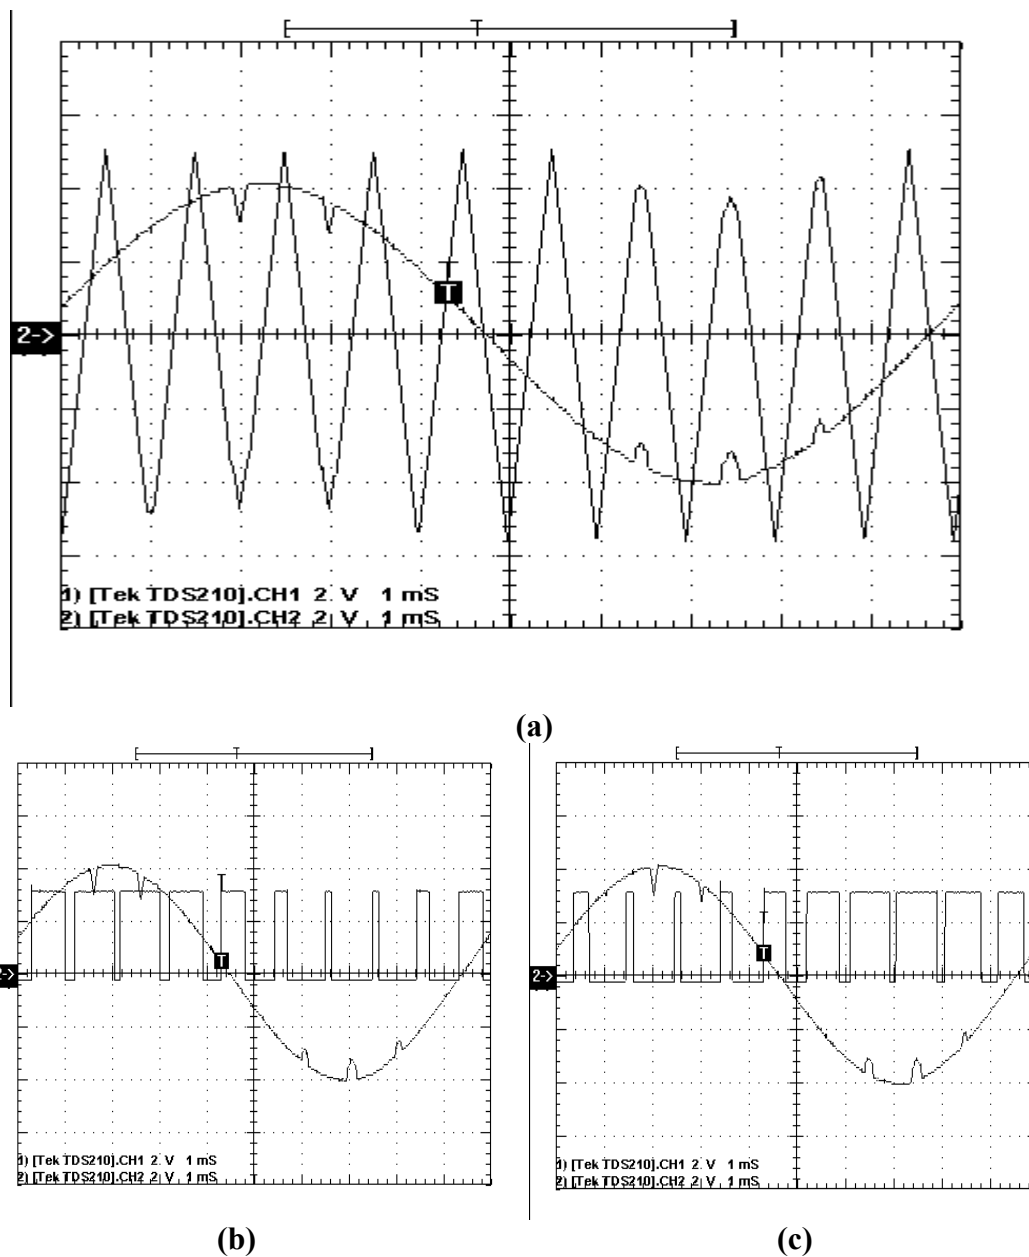 T
T
2->
1) [Tek TDS210].CH1 2 V 1 mS
2) [Tek TDS210].CH2 2 V 1 mS
(a)
T
T
T
2->
T
2->
1) [Tek TDS210].CH1 2 V 1 mS
2) [Tek TDS210].CH2 2 V 1 mS
1) [Tek TDS210].CH1 2 V 1 mS
2) [Tek TDS210].CH2 2 V 1 mS
(b)
(c)